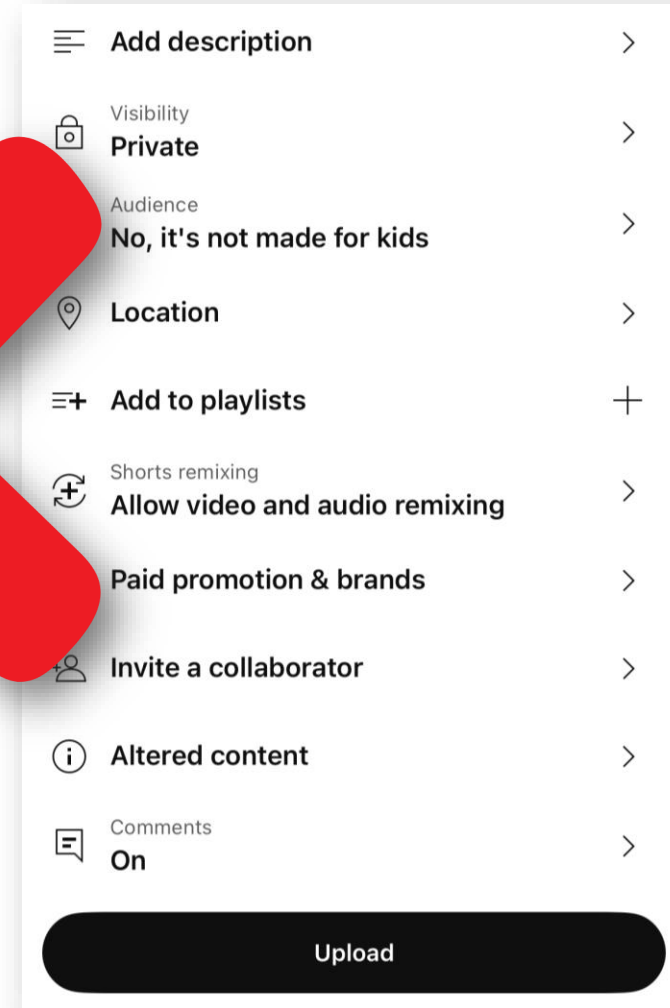 Add description
Visibility
Private
Audience
No, it's not made for kids
Location
Add to playlists
Shorts remixing
Allow video and audio remixing
Paid promotion & brands
Invite a collaborator
Altered content
Comments
On
Upload